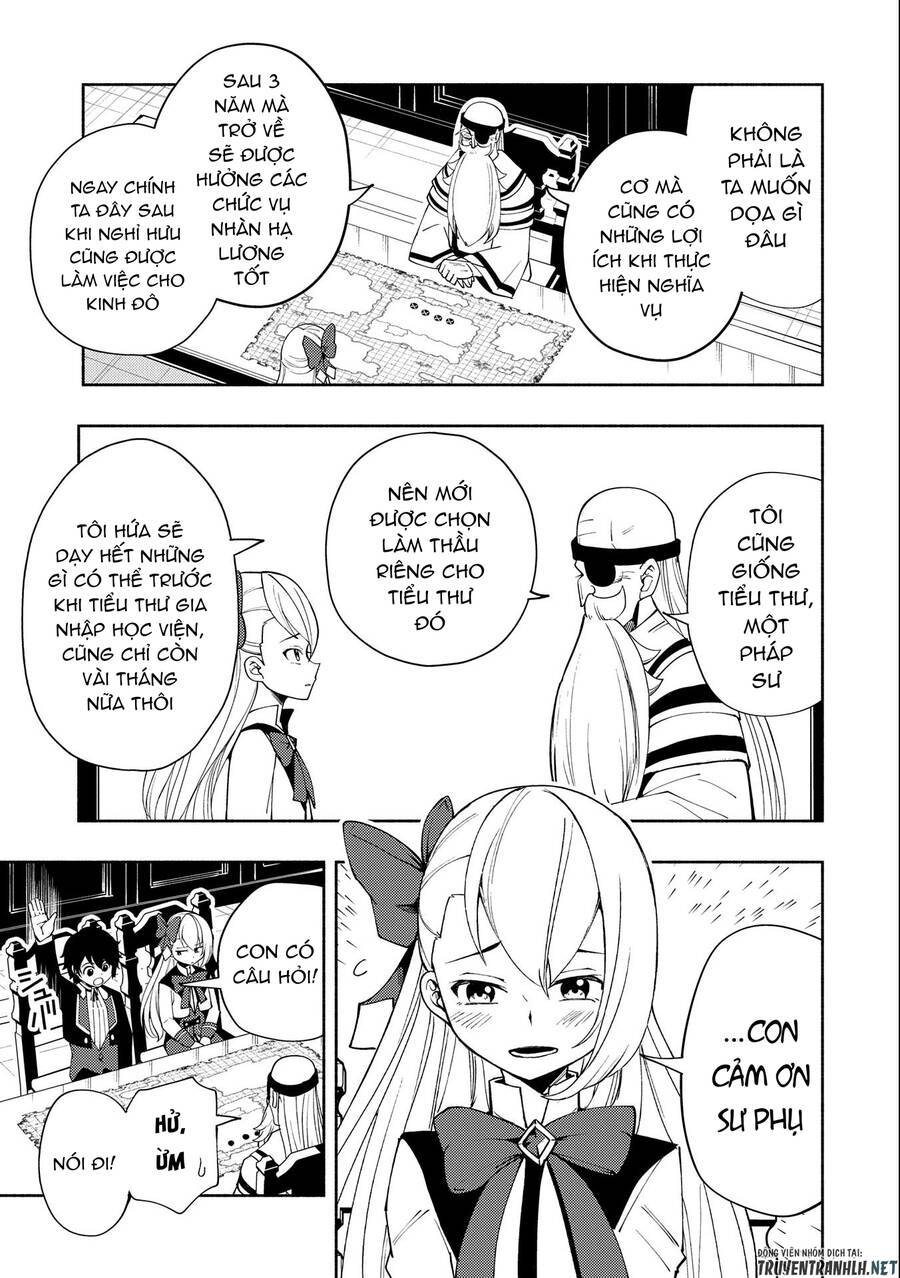 KHÔNG
PHẢI LÀ
TA MUỐN
DỌA GÌ
ĐÂU
CƠ MÀ
CŨNG CÓ
NHỮNG LỢI
ÍCH KHI THỰC
HIỆN NGHĨA
VỤ
SAU 3
NĂM MÀ
TRỞ VỀ
SẼ ĐƯỢC
HƯỞNG CÁC
CHỨC VỤ
NHÀN HẠ
LƯƠNG
TỐT
NGAY CHÍNH
TA ĐÂY SAU
KHI NGHỈ HƯU
CŨNG ĐƯỢC
LÀM VIỆC CHO
KINH ĐÔ
TÔI
CŨNG
GIỐNG
TIỂU THƯ,
MỘT
PHÁP
SƯ
NÊN MỚI
ĐƯỢC CHỌN
LÀM THẦU
RIÊNG CHO
TIỂU THƯ
ĐÓ
TÔI HỨA SẼ
DẠY HẾT NHỮNG
GÌ CÓ THỂ TRƯỚC
KHI TIỂU THƯ GIA
NHẬP HỌC VIỆN,
CŨNG CHỈ CÒN
VÀI THÁNG
NỮA THÔI
...CON
CẢM ƠN
SƯ PHỤ
CON CÓ
CÂU HỎI!
シュバ
HỬ,
ỪM
NÓI ĐI!
ĐỘNG VIÊN NHÓM DỊCH TẠI:
TRUYENTRANHLH.NET